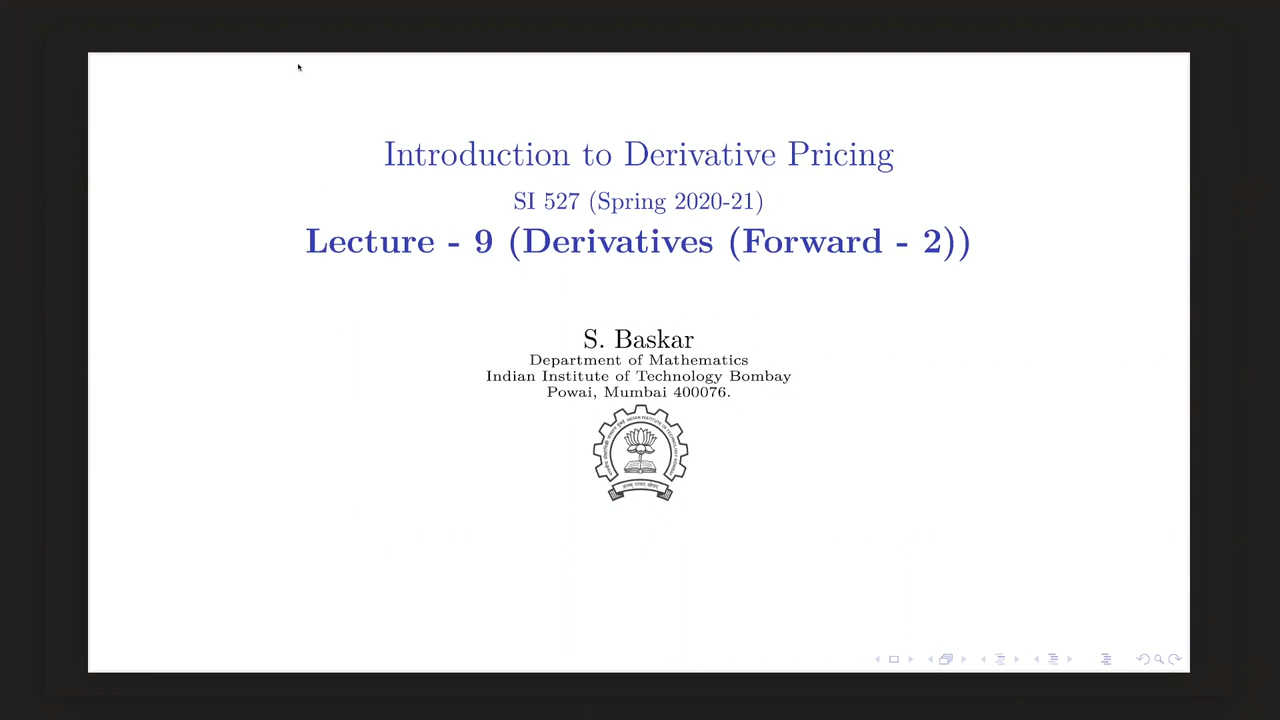 Introduction to Derivative Pricing
SI 527 (Spring 2020-21)
Lecture - 9 (Derivatives (Forward - 2))
S. Baskar
Department of Mathematics
Indian Institute of Technology Bombay
Powai, Mumbai 400076.